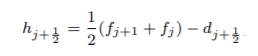 $h_{j+\frac{1}{2}} = \frac{1}{2}(f_{j+1} + f_j) - d_{j+\frac{1}{2}}.$